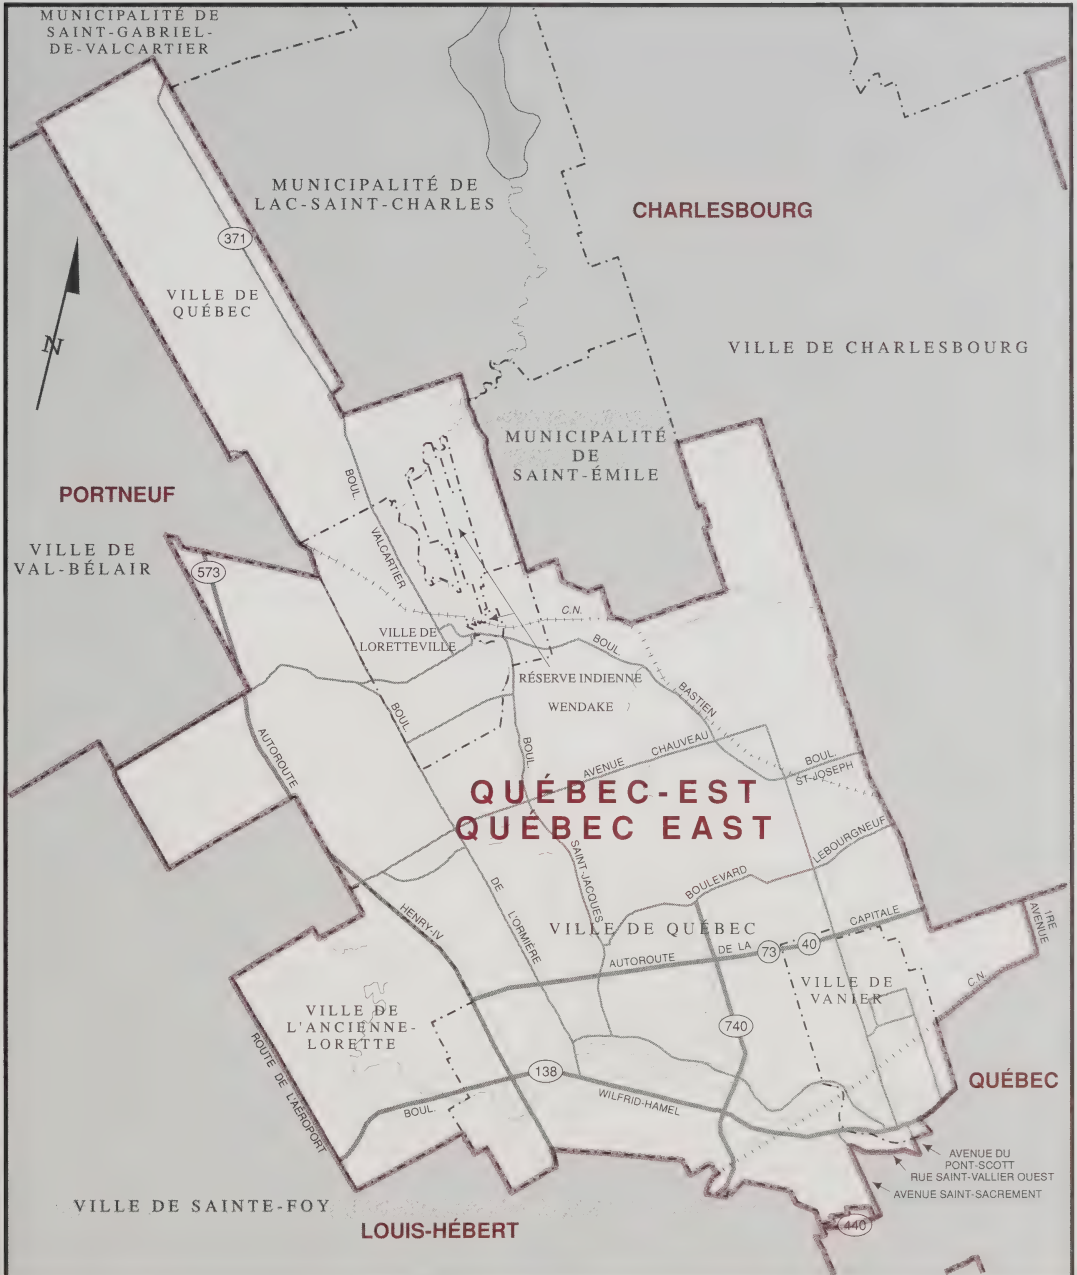 MUNICIPALITÉ DE
SAINT-GABRIEL-
DE-VALCARTIER
MUNICIPALITÉ DE
LAC-SAINT-CHARLES
CHARLESBOURG
371
VILLE DE
QUÉBEC
N
VILLE DE CHARLESBOURG
MUNICIPALITÉ
DE
SAINT-ÉMILE
PORTNEUF
BOUL.
VALCARTIER
VILLE DE
VAL-BÉLAIR
573
C.N.
VILLE DE
LORETTEVILLE
BOUL.
BASTIEN
RÉSERVE INDIENNE
WENDAKE
BOUL.
AUTOROUTE
BOUL.
AVENUE
CHAUVEAU
BOUL.
ST-JOSEPH
QUÉBEC-EST
QUÉBEC EAST
LEBOURGNEUF
SAINT-JACQUES
BOULEVARD
DE
L'ORMIÈRE
HENRY-IV
VILLE DE QUÉBEC
1RE
AVENUE
AUTOROUTE
DE LA
73
40
CAPITALE
C.N.
VILLE DE
VANIER
VILLE DE
L'ANCIENNE-
LORETTE
740
ROUTE DE L'AÉROPORT
138
BOUL.
WILFRID-HAMEL
QUÉBEC
AVENUE DU
PONT-SCOTT
RUE SAINT-VALLIER OUEST
AVENUE SAINT-SACREMENT
VILLE DE SAINTE-FOY
LOUIS-HÉBERT
440